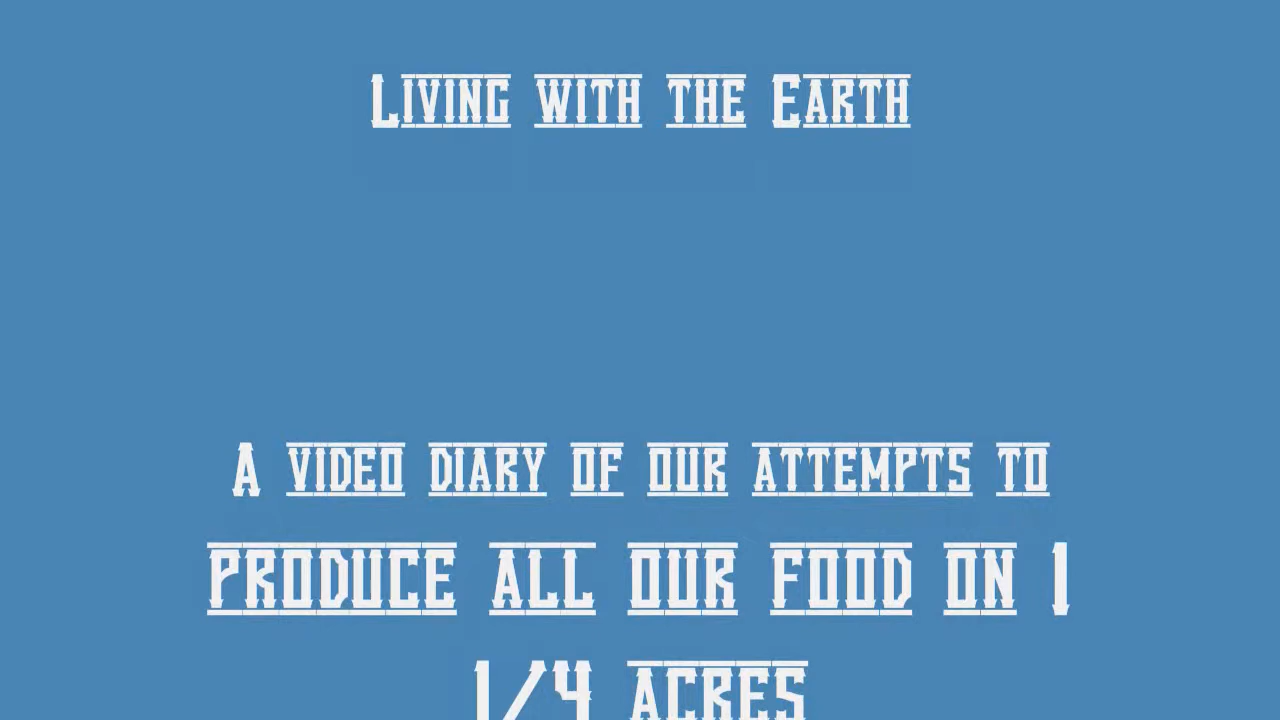 Living with the Earth
A video diary of our attempts to
produce all our food on 1
1/4 acres